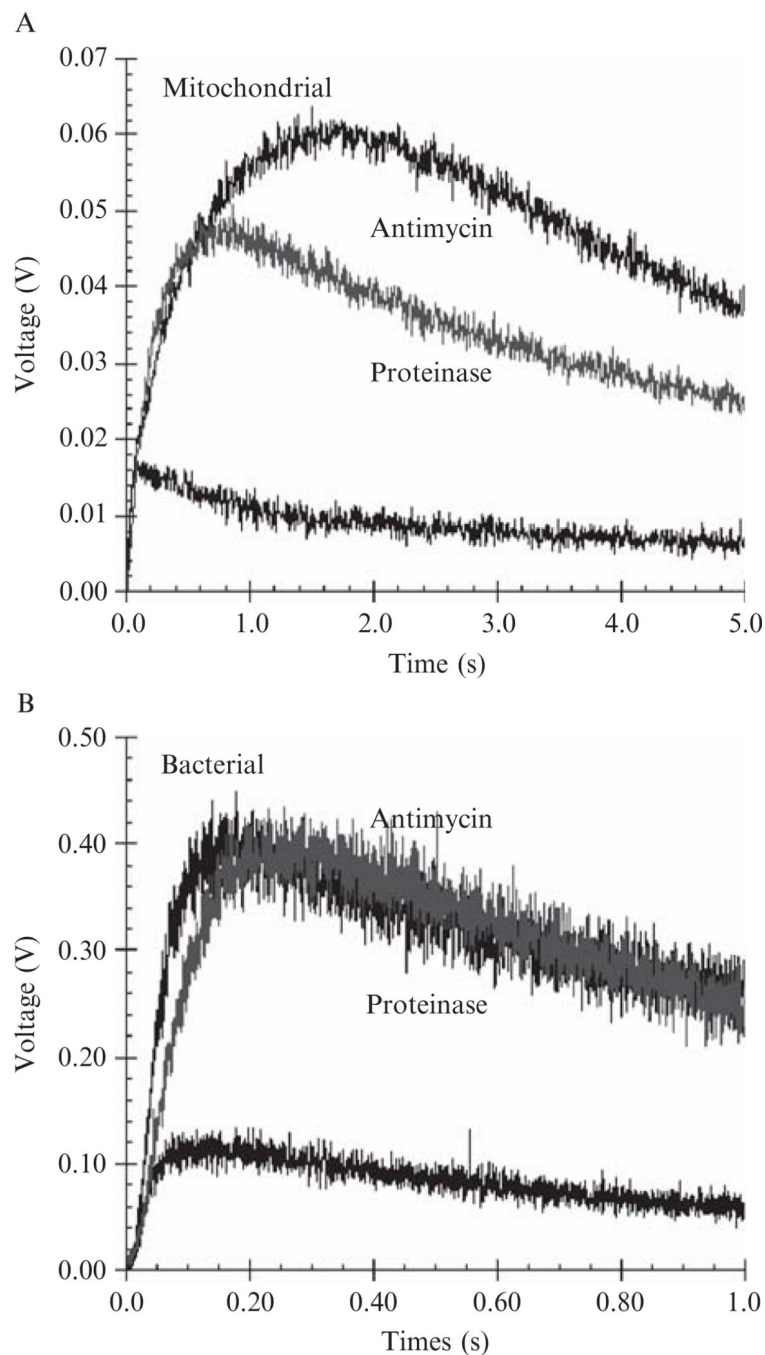 A
0.07
Mitochondrial
0.06
0.05
Antimycin
0.04
Voltage (V)
Proteinase
0.03
0.02
0.01
0.00
0.0 1.0 2.0 3.0 4.0 5.0
Time (s)
B
0.50
Bacterial
Antimycin
0.40
0.30
Voltage (V)
Proteinase
0.20
0.10
0.00
0.0 0.20 0.40 0.60 0.80 1.0
Times (s)